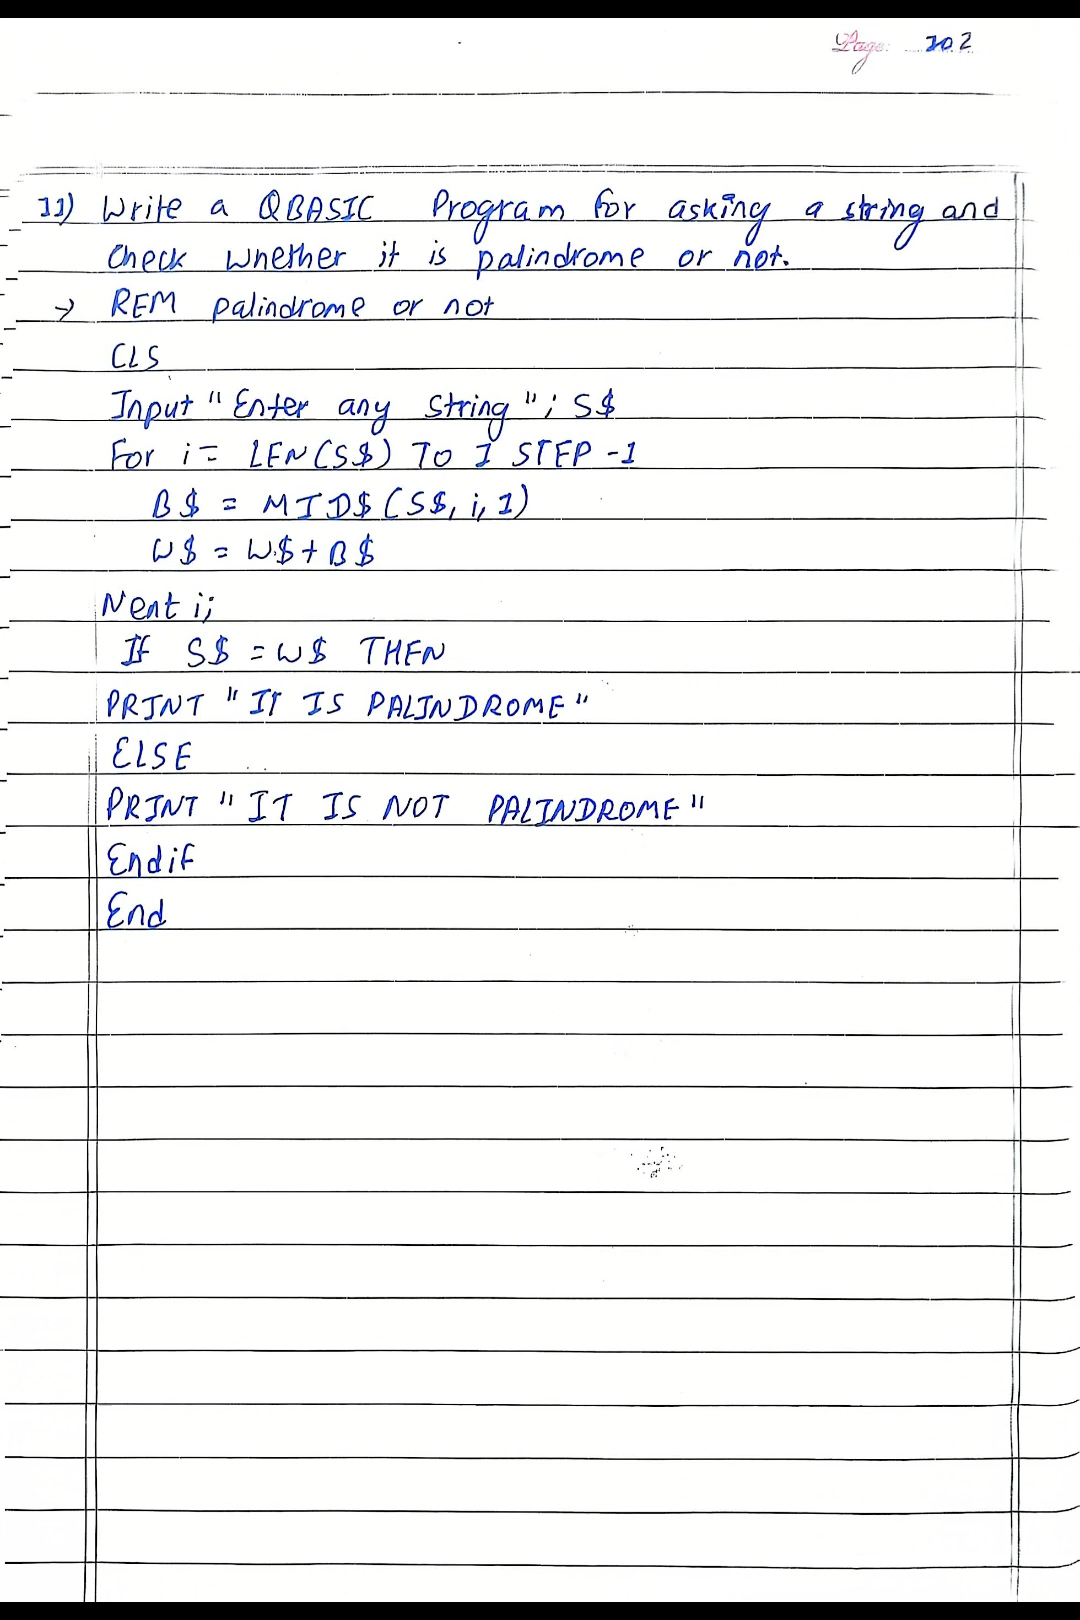 Page: 102
11) Write a QBASIC Program for asking a string and
check whether it is palindrome or not.
→ REM palindrome or not
CLS
Input "Enter any string"; S$
For i = LEN(S$) TO 1 STEP -1
B$ = MID$(S$, i, 1)
W$ = W$ + B$
Next i;
If S$ = W$ THEN
PRINT "IT IS PALINDROME"
ELSE
PRINT "IT IS NOT PALINDROME"
Endif
End